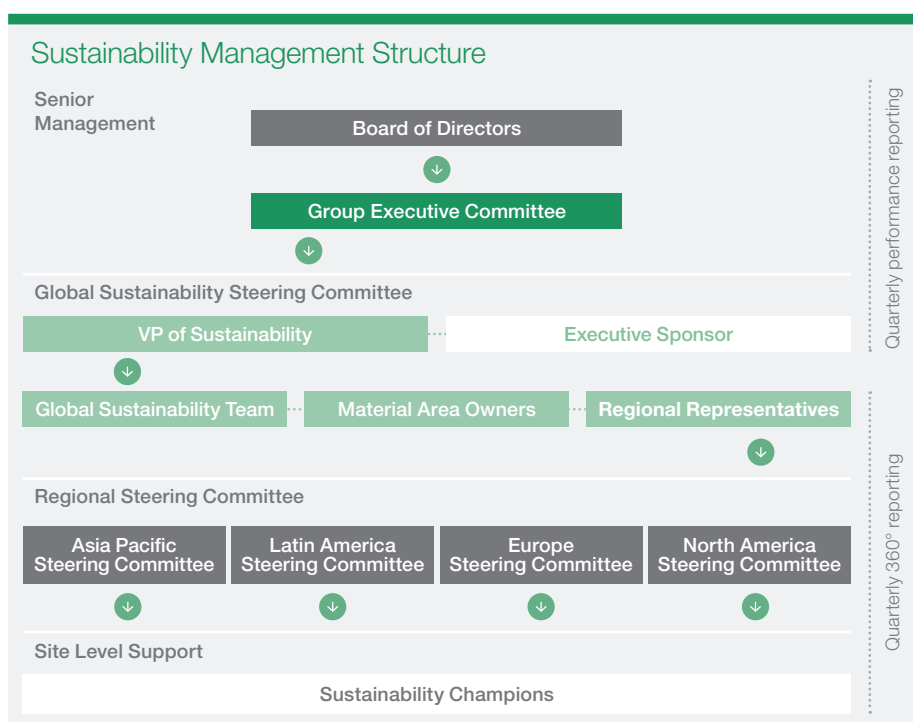 Sustainability Management Structure
Senior
Management
Board of Directors
Group Executive Committee
Quarterly performance reporting
Global Sustainability Steering Committee
VP of Sustainability
Executive Sponsor
Global Sustainability Team
Material Area Owners
Regional Representatives
Regional Steering Committee
Asia Pacific
Steering Committee
Latin America
Steering Committee
Europe
Steering Committee
North America
Steering Committee
Quarterly 360° reporting
Site Level Support
Sustainability Champions